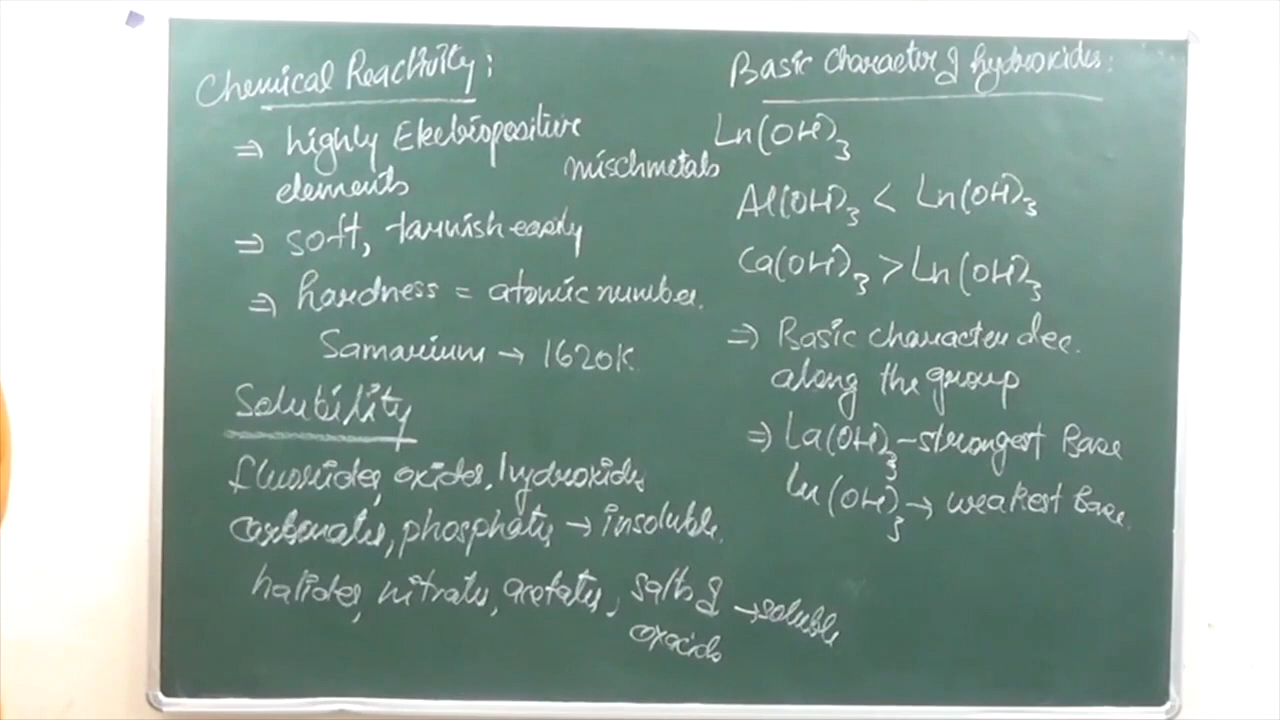 Chemical Reactivity:
⇒ highly Electropositive
elements
mischmetals
⇒ soft, tarnish easily
⇒ hardness = atomic number.
Samarium → 1620K
Solubility
fluorides, oxides, hydroxides
carbonates, phosphates → insoluble.
halides, nitrates, acetates, salts of → soluble
oxacids
Basic Character of hydroxides:
Ln(OH)3
Al(OH)3 < Ln(OH)3
Ca(OH)3 > Ln(OH)3
⇒ Basic character dec.
along the group
⇒ La(OH)3 - strongest Base
Lu(OH)3 → weakest Base.